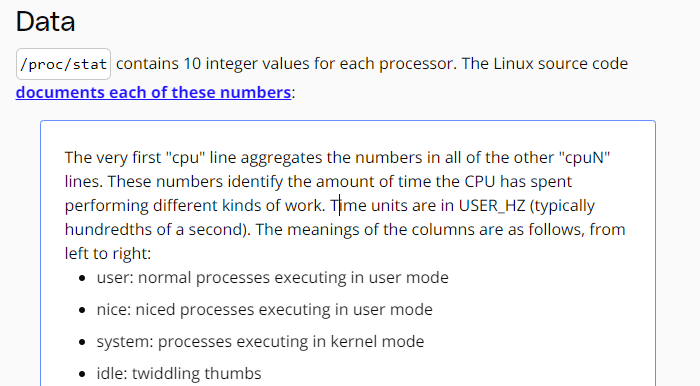 Data
/proc/stat contains 10 integer values for each processor. The Linux source code
documents each of these numbers:
The very first "cpu" line aggregates the numbers in all of the other "cpuN"
lines. These numbers identify the amount of time the CPU has spent
performing different kinds of work. Time units are in USER_HZ (typically
hundredths of a second). The meanings of the columns are as follows, from
left to right:
• user: normal processes executing in user mode
• nice: niced processes executing in user mode
• system: processes executing in kernel mode
• idle: twiddling thumbs